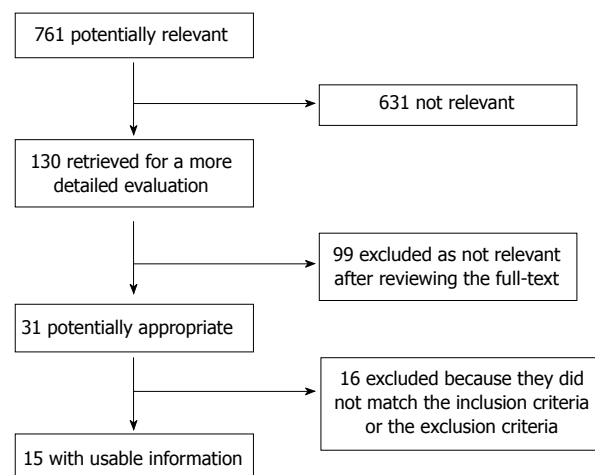 761 potentially relevant
631 not relevant
130 retrieved for a more
detailed evaluation
99 excluded as not relevant
after reviewing the full-text
31 potentially appropriate
16 excluded because they did
not match the inclusion criteria
or the exclusion criteria
15 with usable information